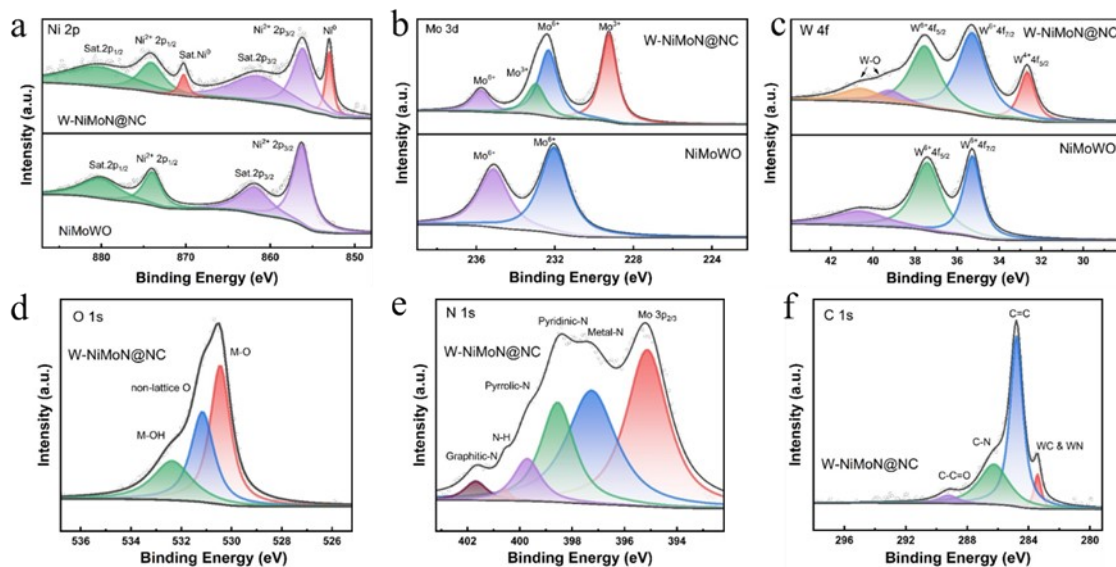 a
Ni 2p
Sat.2p1/2
Ni2+ 2p1/2
Sat.Ni0
Sat.2p3/2
Ni2+ 2p3/2
Ni0
W-NiMoN@NC
Sat.2p1/2
Ni2+ 2p1/2
Sat.2p3/2
Ni2+ 2p3/2
NiMoWO
Intensity (a.u.)
880 870 860 850
Binding Energy (eV)
b
Mo 3d
W-NiMoN@NC
Mo6+
Mo3+
Mo6+
Mo3+
NiMoWO
Mo6+
Mo6+
Intensity (a.u.)
236 232 228 224
Binding Energy (eV)
c
W 4f
W-NiMoN@NC
W-O
W6+4f5/2
W6+4f7/2
W4+4f5/2
NiMoWO
W6+4f5/2
W6+4f7/2
Intensity (a.u.)
42 39 36 33 30
Binding Energy (eV)
d
O 1s
W-NiMoN@NC
M-O
non-lattice O
M-OH
Intensity (a.u.)
536 534 532 530 528 526
Binding Energy (eV)
e
N 1s
W-NiMoN@NC
Pyridinic-N
Metal-N
Mo 3p2/3
Pyrrolic-N
N-H
Graphitic-N
Intensity (a.u.)
402 400 398 396 394
Binding Energy (eV)
f
C 1s
C=C
C-N
WC & WN
C-C=O
W-NiMoN@NC
Intensity (a.u.)
296 292 288 284 280
Binding Energy (eV)